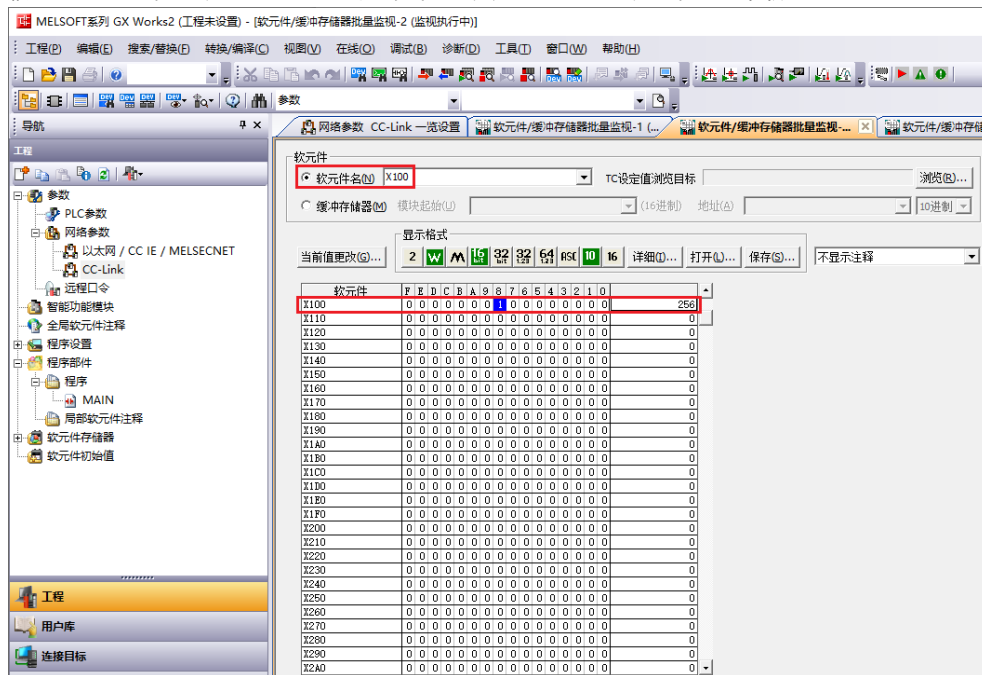 MELSOFT系列 GX Works2 (工程未设置) - [软元件/缓冲存储器批量监视-2 (监视执行中)]
工程(P) 编辑(E) 搜索/替换(F) 转换/编译(C) 视图(V) 在线(O) 调试(B) 诊断(D) 工具(T) 窗口(W) 帮助(H)
参数
导航
网络参数 CC-Link 一览设置 软元件/缓冲存储器批量监视-1 (... 软元件/缓冲存储器批量监视-... 软元件/缓冲存储
工程
软元件
软元件名(N) X100 TC设定值浏览目标 浏览(R)...
缓冲存储器(M) 模块起始(U) (16进制) 地址(A) 10进制
显示格式
当前值更改(G)... 2 W M 16bit 32bit 32 1.23 64 1.23 ASC 10 16 详细(I)... 打开(L)... 保存(S)... 不显示注释
参数
PLC参数
网络参数
以太网 / CC IE / MELSECNET
CC-Link
远程口令
智能功能模块
全局软元件注释
程序设置
程序部件
程序
MAIN
局部软元件注释
软元件存储器
软元件初始值
工程
用户库
连接目标
软元件 F E D C B A 9 8 7 6 5 4 3 2 1 0
X100 0 0 0 0 0 0 0 1 0 0 0 0 0 0 0 0 256
X110 0 0 0 0 0 0 0 0 0 0 0 0 0 0 0 0 0
X120 0 0 0 0 0 0 0 0 0 0 0 0 0 0 0 0 0
X130 0 0 0 0 0 0 0 0 0 0 0 0 0 0 0 0 0
X140 0 0 0 0 0 0 0 0 0 0 0 0 0 0 0 0 0
X150 0 0 0 0 0 0 0 0 0 0 0 0 0 0 0 0 0
X160 0 0 0 0 0 0 0 0 0 0 0 0 0 0 0 0 0
X170 0 0 0 0 0 0 0 0 0 0 0 0 0 0 0 0 0
X180 0 0 0 0 0 0 0 0 0 0 0 0 0 0 0 0 0
X190 0 0 0 0 0 0 0 0 0 0 0 0 0 0 0 0 0
X1A0 0 0 0 0 0 0 0 0 0 0 0 0 0 0 0 0 0
X1B0 0 0 0 0 0 0 0 0 0 0 0 0 0 0 0 0 0
X1C0 0 0 0 0 0 0 0 0 0 0 0 0 0 0 0 0 0
X1D0 0 0 0 0 0 0 0 0 0 0 0 0 0 0 0 0 0
X1E0 0 0 0 0 0 0 0 0 0 0 0 0 0 0 0 0 0
X1F0 0 0 0 0 0 0 0 0 0 0 0 0 0 0 0 0 0
X200 0 0 0 0 0 0 0 0 0 0 0 0 0 0 0 0 0
X210 0 0 0 0 0 0 0 0 0 0 0 0 0 0 0 0 0
X220 0 0 0 0 0 0 0 0 0 0 0 0 0 0 0 0 0
X230 0 0 0 0 0 0 0 0 0 0 0 0 0 0 0 0 0
X240 0 0 0 0 0 0 0 0 0 0 0 0 0 0 0 0 0
X250 0 0 0 0 0 0 0 0 0 0 0 0 0 0 0 0 0
X260 0 0 0 0 0 0 0 0 0 0 0 0 0 0 0 0 0
X270 0 0 0 0 0 0 0 0 0 0 0 0 0 0 0 0 0
X280 0 0 0 0 0 0 0 0 0 0 0 0 0 0 0 0 0
X290 0 0 0 0 0 0 0 0 0 0 0 0 0 0 0 0 0
X2A0 0 0 0 0 0 0 0 0 0 0 0 0 0 0 0 0 0